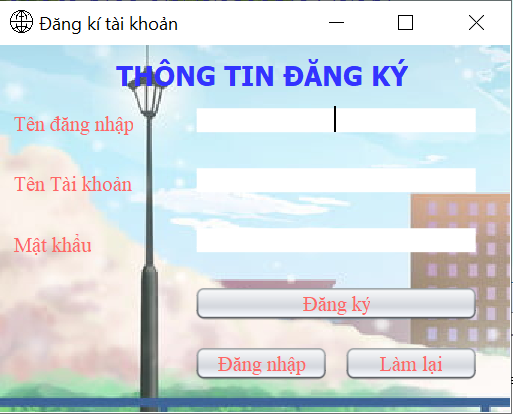 Đăng kí tài khoản
THÔNG TIN ĐĂNG KÝ
Tên đăng nhập
Tên Tài khoản
Mật khẩu
Đăng ký
Đăng nhập
Làm lại